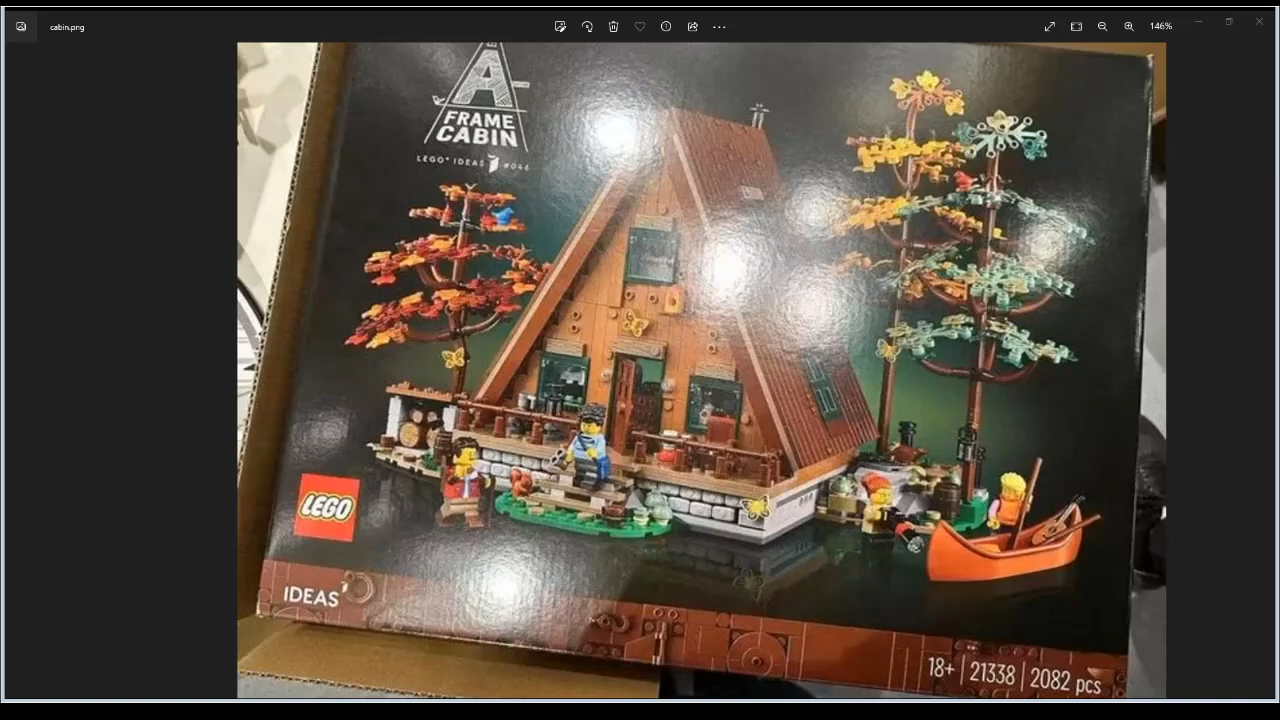 cabin.png
146%
A
FRAME
CABIN
LEGO® IDEAS #046
LEGO
IDEAS
18+ | 21338 | 2082 pcs